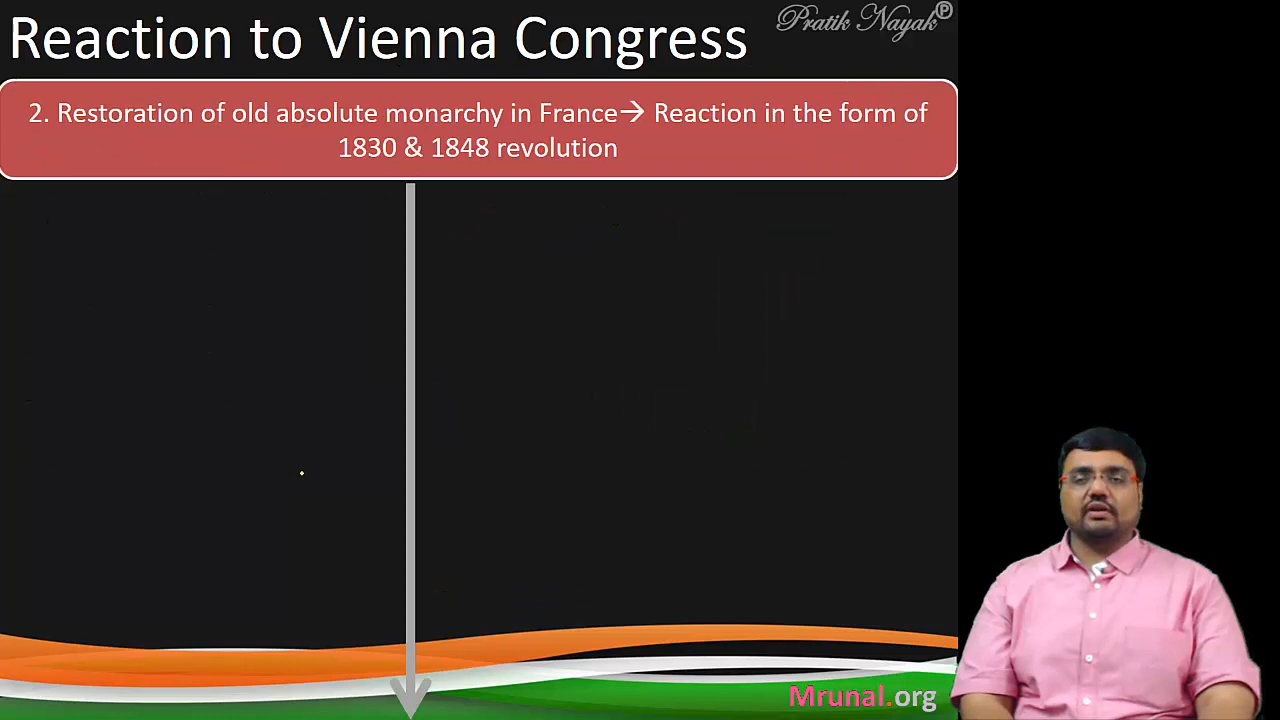 Reaction to Vienna Congress
Pratik Nayak℗
2. Restoration of old absolute monarchy in France→ Reaction in the form of
1830 & 1848 revolution
Mrunal.org